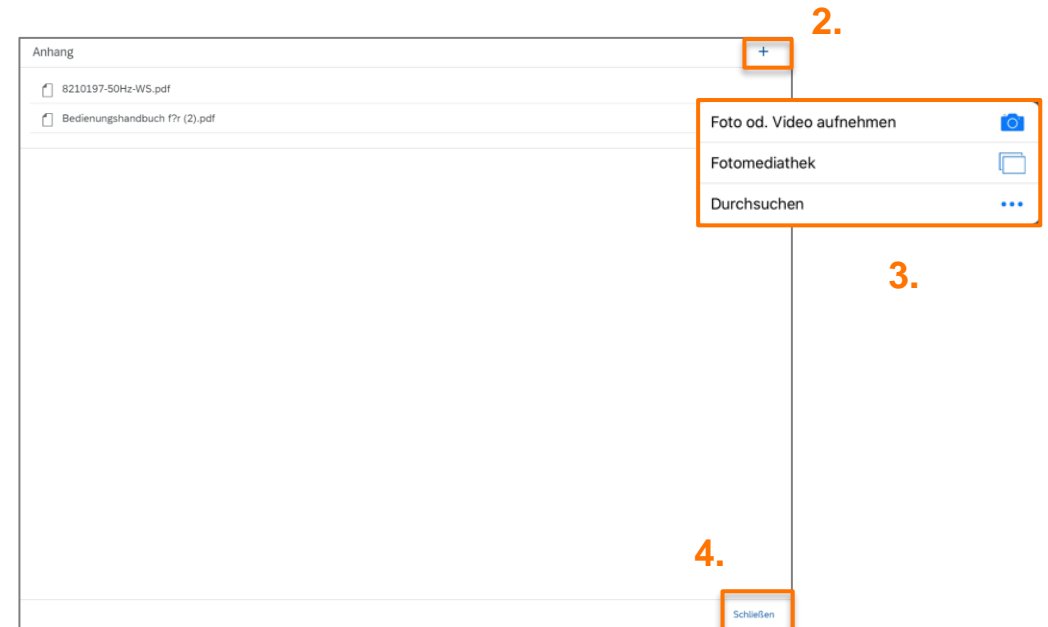 2.
Anhang
+
8210197-50Hz-WS.pdf
Bedienungshandbuch f?r (2).pdf
Foto od. Video aufnehmen
Fotomediathek
Durchsuchen
3.
4.
Schließen